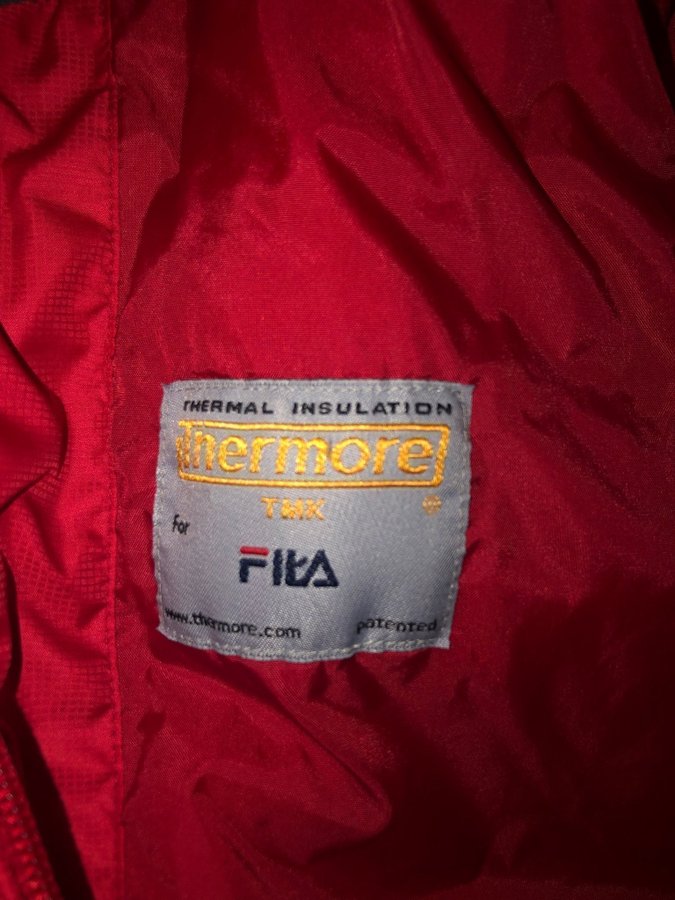 THERMAL INSULATION
Thermore
TMX
for
FILA
www.thermore.com patented